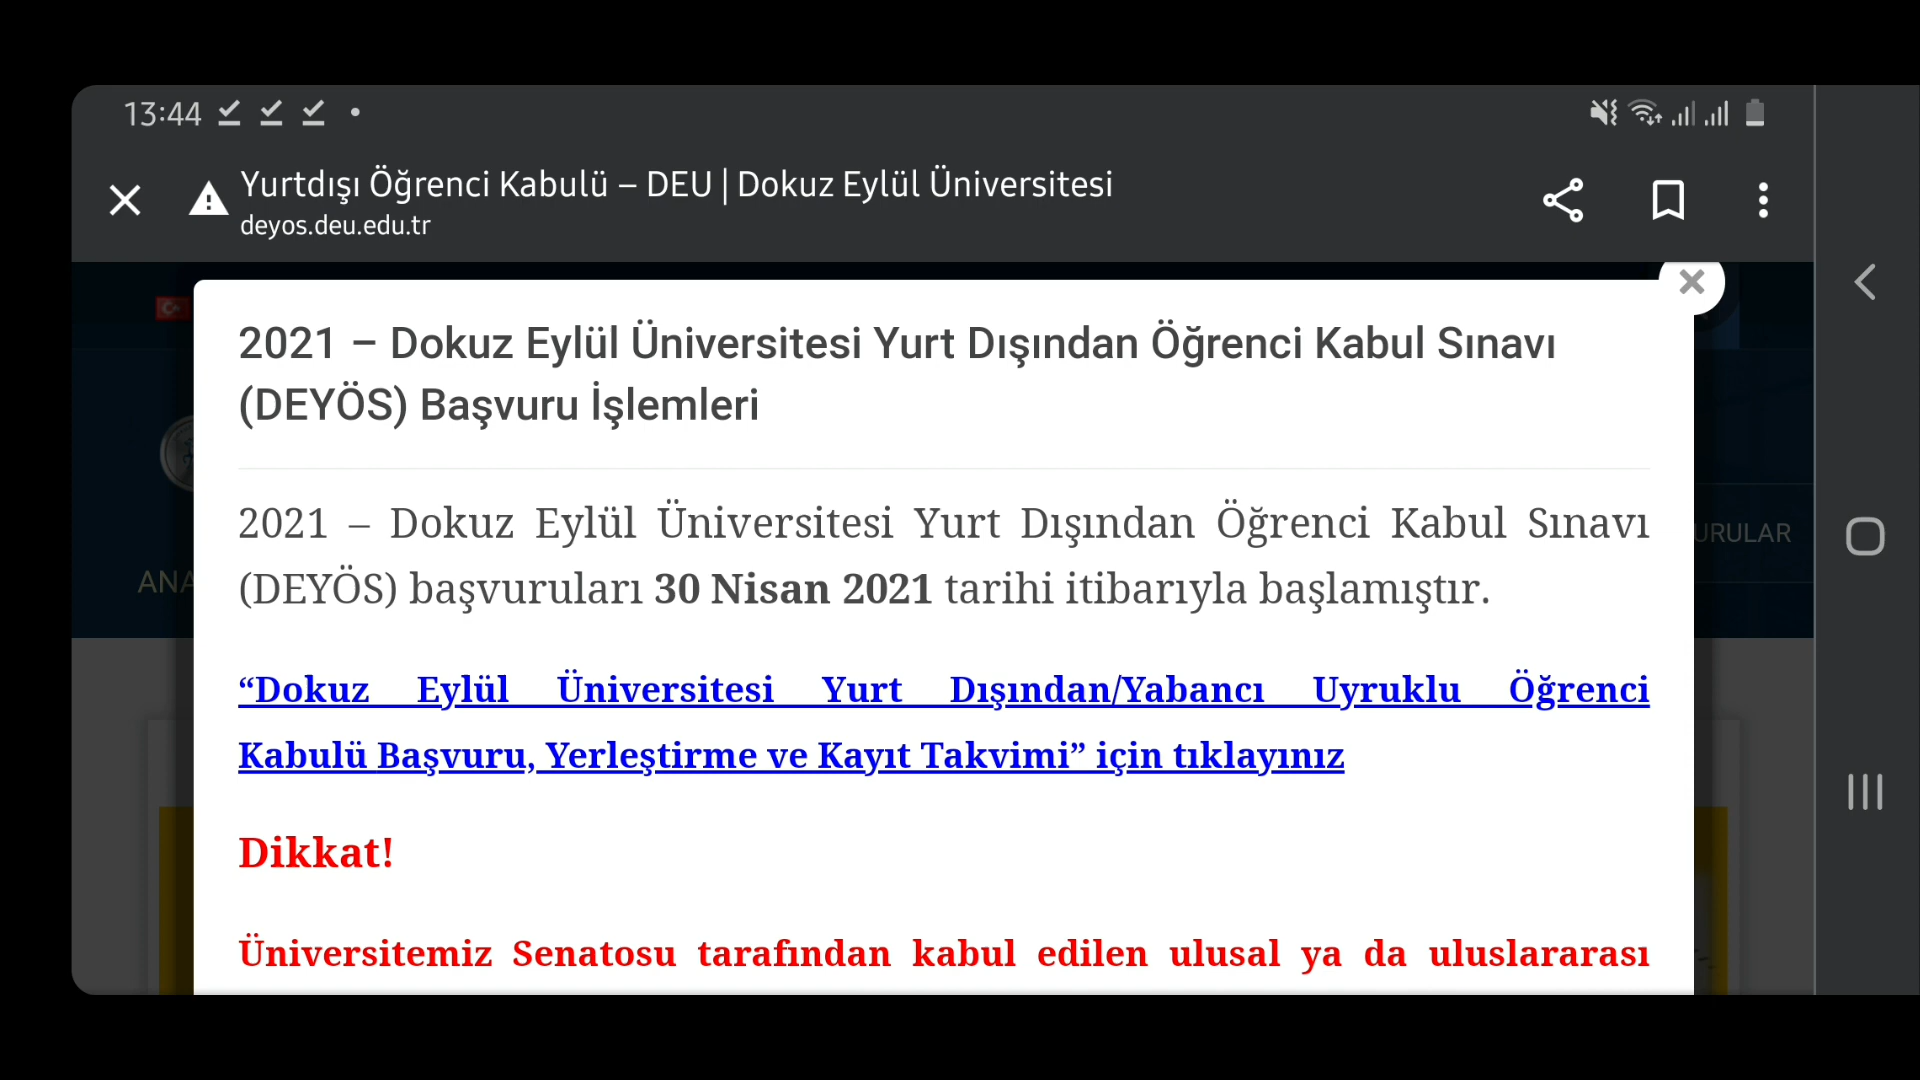 13:44
Yurtdışı Öğrenci Kabulü – DEU | Dokuz Eylül Üniversitesi
deyos.deu.edu.tr
2021 – Dokuz Eylül Üniversitesi Yurt Dışından Öğrenci Kabul Sınavı
(DEYÖS) Başvuru İşlemleri
2021 – Dokuz Eylül Üniversitesi Yurt Dışından Öğrenci Kabul Sınavı
URULAR
(DEYÖS) başvuruları 30 Nisan 2021 tarihi itibarıyla başlamıştır.
ANA
“Dokuz Eylül Üniversitesi Yurt Dışından/Yabancı Uyruklu Öğrenci
Kabulü Başvuru, Yerleştirme ve Kayıt Takvimi” için tıklayınız
Dikkat!
Üniversitemiz Senatosu tarafından kabul edilen ulusal ya da uluslararası